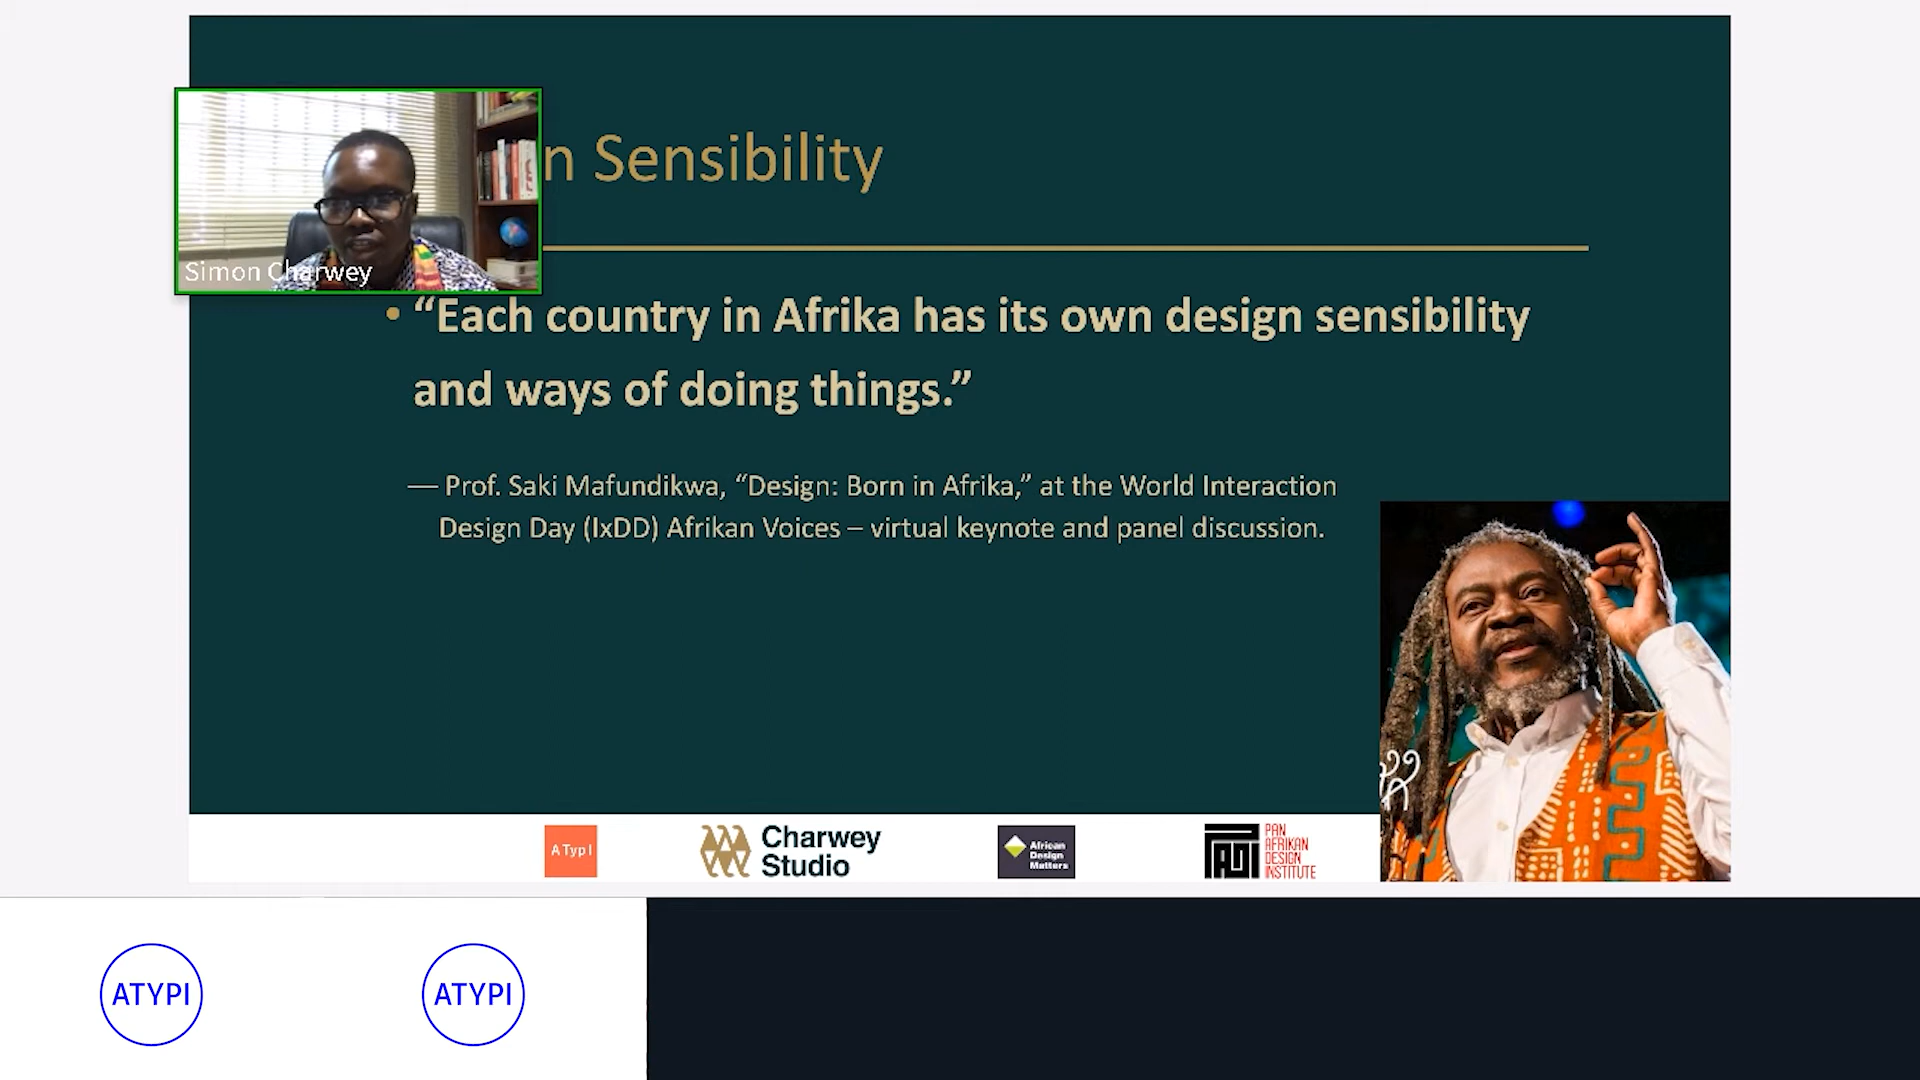 n Sensibility
Simon Charwey
• “Each country in Afrika has its own design sensibility
and ways of doing things.”
— Prof. Saki Mafundikwa, “Design: Born in Afrika,” at the World Interaction
Design Day (IxDD) Afrikan Voices – virtual keynote and panel discussion.
ATypI
Charwey
Studio
African
Design
Matters
PADI
PAN
AFRIKAN
DESIGN
INSTITUTE
ATYPI
ATYPI